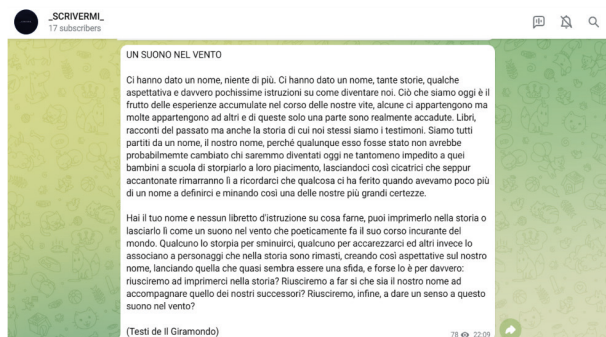 _SCRIVERMI_
17 subscribers
UN SUONO NEL VENTO
Ci hanno dato un nome, niente di più. Ci hanno dato un nome, tante storie, qualche
aspettativa e davvero pochissime istruzioni su come diventare noi. Ciò che siamo oggi è il
frutto delle esperienze accumulate nel corso delle nostre vite, alcune ci appartengono ma
molte appartengono ad altri e di queste solo una parte sono realmente accadute. Libri,
racconti del passato ma anche la storia di cui noi stessi siamo i testimoni. Siamo tutti
partiti da un nome, il nostro nome, perché qualunque esso fosse stato non avrebbe
probabilmemte cambiato chi saremmo diventati oggi ne tantomeno impedito a quei
bambini a scuola di storpiarlo a loro piacimento, lasciandoci così cicatrici che seppur
accantonate rimarranno lì a ricordarci che qualcosa ci ha ferito quando avevamo poco più
di un nome a definirci e minando così una delle nostre più grandi certezze.
Hai il tuo nome e nessun libretto d'istruzione su cosa farne, puoi imprimerlo nella storia o
lasciarlo lì come un suono nel vento che poeticamente fa il suo corso incurante del
mondo. Qualcuno lo storpia per sminuirci, qualcuno per accarezzarci ed altri invece lo
associano a personaggi che nella storia sono rimasti, creando così aspettative sul nostro
nome, lanciando quella che quasi sembra essere una sfida, e forse lo è per davvero:
riusciremo ad imprimerci nella storia? Riusciremo a far si che sia il nostro nome ad
accompagnare quello dei nostri successori? Riusciremo, infine, a dare un senso a questo
suono nel vento?
(Testi de Il Giramondo)
78 22:09